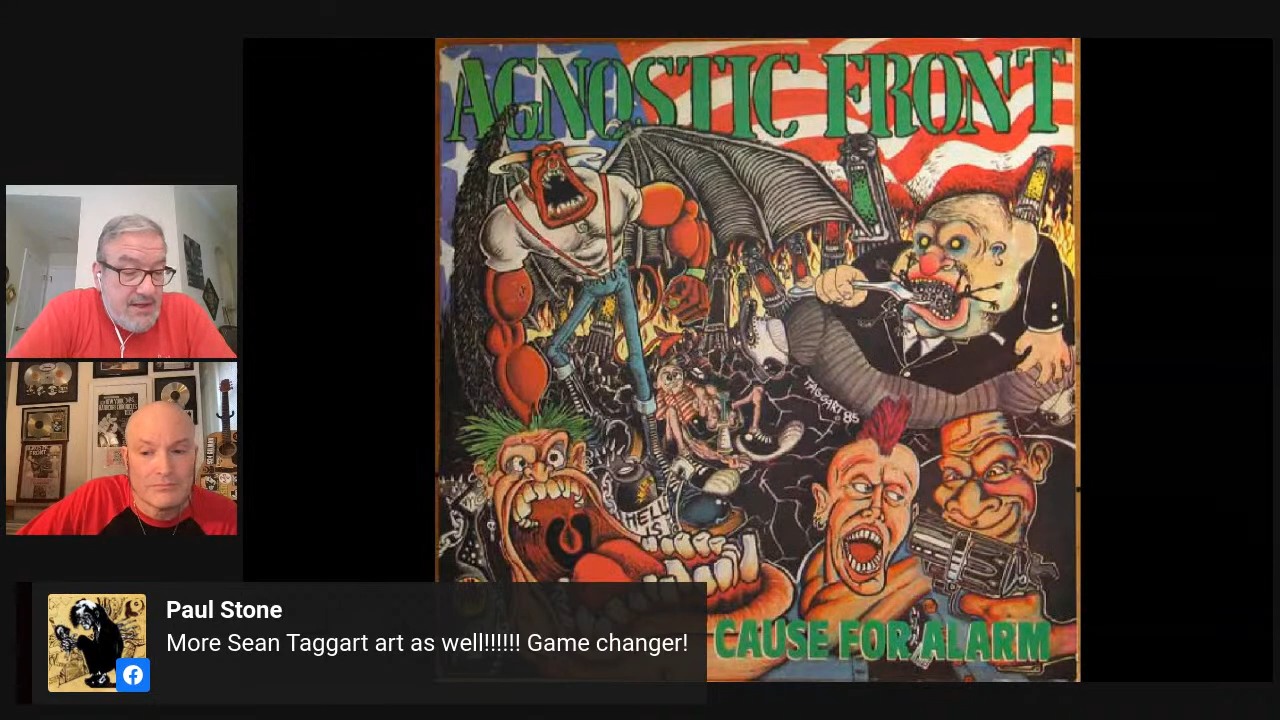 AGNOSTIC FRONT
TAGGART 85
HELL
IS
CAUSE FOR ALARM
Paul Stone
More Sean Taggart art as well!!!!!! Game changer!